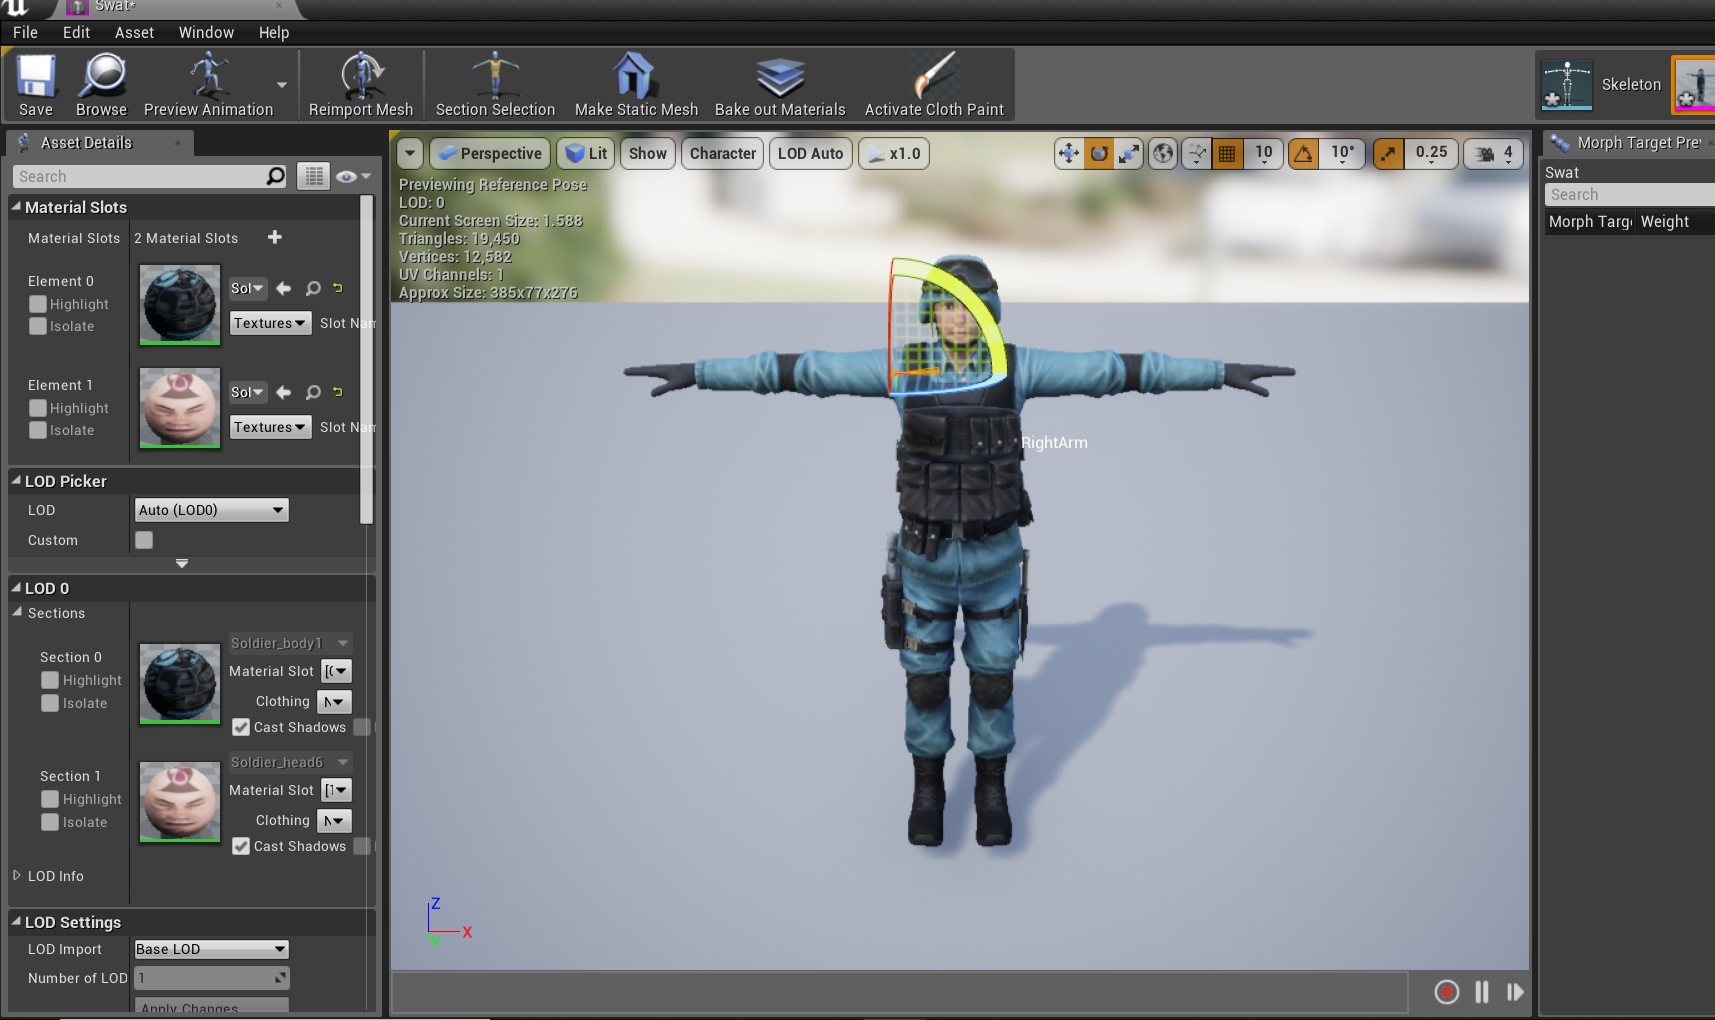 Swat*
File Edit Asset Window Help
Save Browse Preview Animation Reimport Mesh Section Selection Make Static Mesh Bake out Materials Activate Cloth Paint Skeleton
Asset Details
Search
Material Slots
Material Slots 2 Material Slots
Element 0
Highlight
Isolate
Sol
Textures Slot Nam
Element 1
Highlight
Isolate
Sol
Textures Slot Nam
LOD Picker
LOD Auto (LOD0)
Custom
LOD 0
Sections
Soldier_body1
Section 0
Highlight
Isolate
Material Slot
Clothing
Cast Shadows
Soldier_head6
Section 1
Highlight
Isolate
Material Slot
Clothing
Cast Shadows
LOD Info
LOD Settings
LOD Import Base LOD
Number of LOD 1
Apply Changes
Perspective Lit Show Character LOD Auto x1.0 10 10° 0.25 4
Previewing Reference Pose
LOD: 0
Current Screen Size: 1.588
Triangles: 19,450
Vertices: 12,582
UV Channels: 1
Approx Size: 385x77x276
RightArm
Z
X
Y
Morph Target Pre
Swat
Search
Morph Targ Weight